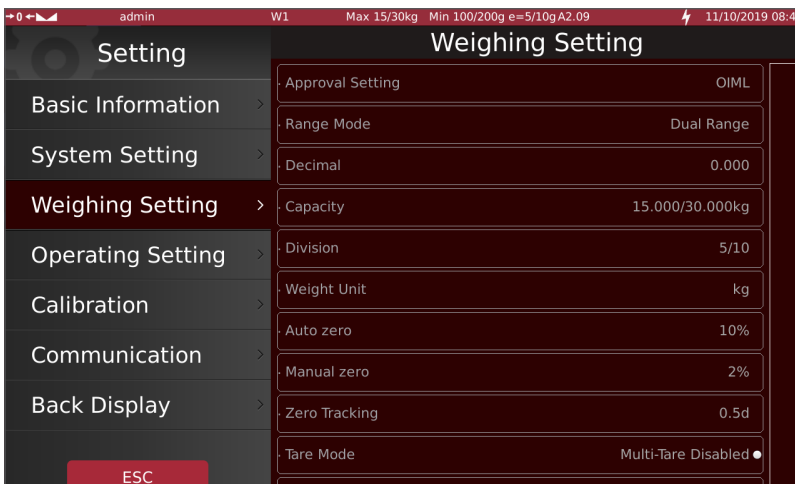 →0← admin W1 Max 15/30kg Min 100/200g e=5/10g A2.09 11/10/2019 08:4
Setting
Weighing Setting
Basic Information
System Setting
Weighing Setting
Operating Setting
Calibration
Communication
Back Display
ESC
Approval Setting OIML
Range Mode Dual Range
Decimal 0.000
Capacity 15.000/30.000kg
Division 5/10
Weight Unit kg
Auto zero 10%
Manual zero 2%
Zero Tracking 0.5d
Tare Mode Multi-Tare Disabled